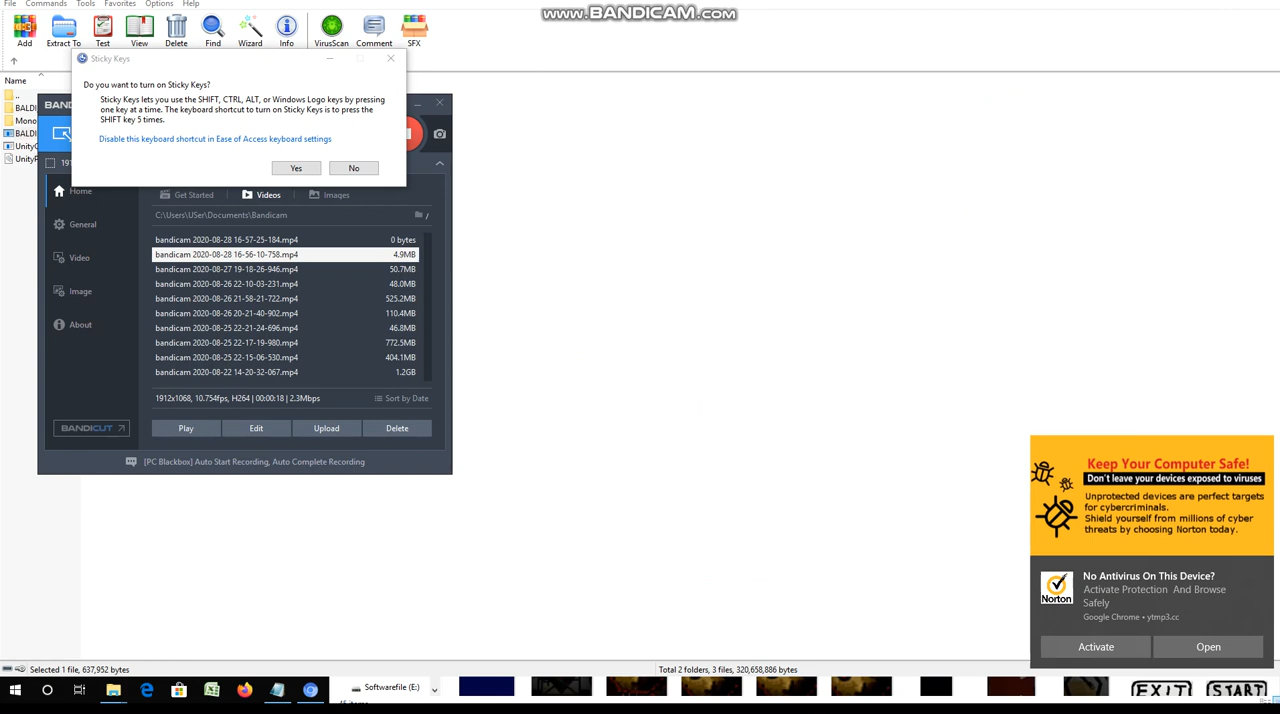 File Commands Tools Favorites Options Help
www.BANDICAM.com
Add Extract To Test View Delete Find Wizard Info VirusScan Comment SFX
Sticky Keys
Do you want to turn on Sticky Keys?
Sticky Keys lets you use the SHIFT, CTRL, ALT, or Windows Logo keys by pressing
one key at a time. The keyboard shortcut to turn on Sticky Keys is to press the
SHIFT key 5 times.
Disable this keyboard shortcut in Ease of Access keyboard settings
Yes No
Name
..
BALDI
Mono
BALDI
UnityC
UnityP
BANDI
191
Home
General
Video
Image
About
BANDICUT
Get Started Videos Images
C:\Users\USer\Documents\Bandicam
bandicam 2020-08-28 16-57-25-184.mp4 0 bytes
bandicam 2020-08-28 16-56-10-758.mp4 4.9MB
bandicam 2020-08-27 19-18-26-946.mp4 50.7MB
bandicam 2020-08-26 22-10-03-231.mp4 48.0MB
bandicam 2020-08-26 21-58-21-722.mp4 525.2MB
bandicam 2020-08-26 20-21-40-902.mp4 110.4MB
bandicam 2020-08-25 22-21-24-696.mp4 46.8MB
bandicam 2020-08-25 22-17-19-980.mp4 772.5MB
bandicam 2020-08-25 22-15-06-530.mp4 404.1MB
bandicam 2020-08-22 14-20-32-067.mp4 1.2GB
1912x1068, 10.754fps, H264 | 00:00:18 | 2.3Mbps Sort by Date
Play Edit Upload Delete
[PC Blackbox] Auto Start Recording, Auto Complete Recording
Keep Your Computer Safe!
Don't leave your devices exposed to viruses
Unprotected devices are perfect targets
for cybercriminals.
Shield yourself from millions of cyber
threats by choosing Norton today.
Norton
No Antivirus On This Device?
Activate Protection And Browse
Safely
Google Chrome • ytmp3.cc
Activate Open
Selected 1 file, 637,952 bytes
Total 2 folders, 3 files, 320,658,886 bytes
Softwarefile (E:)
EXIT START